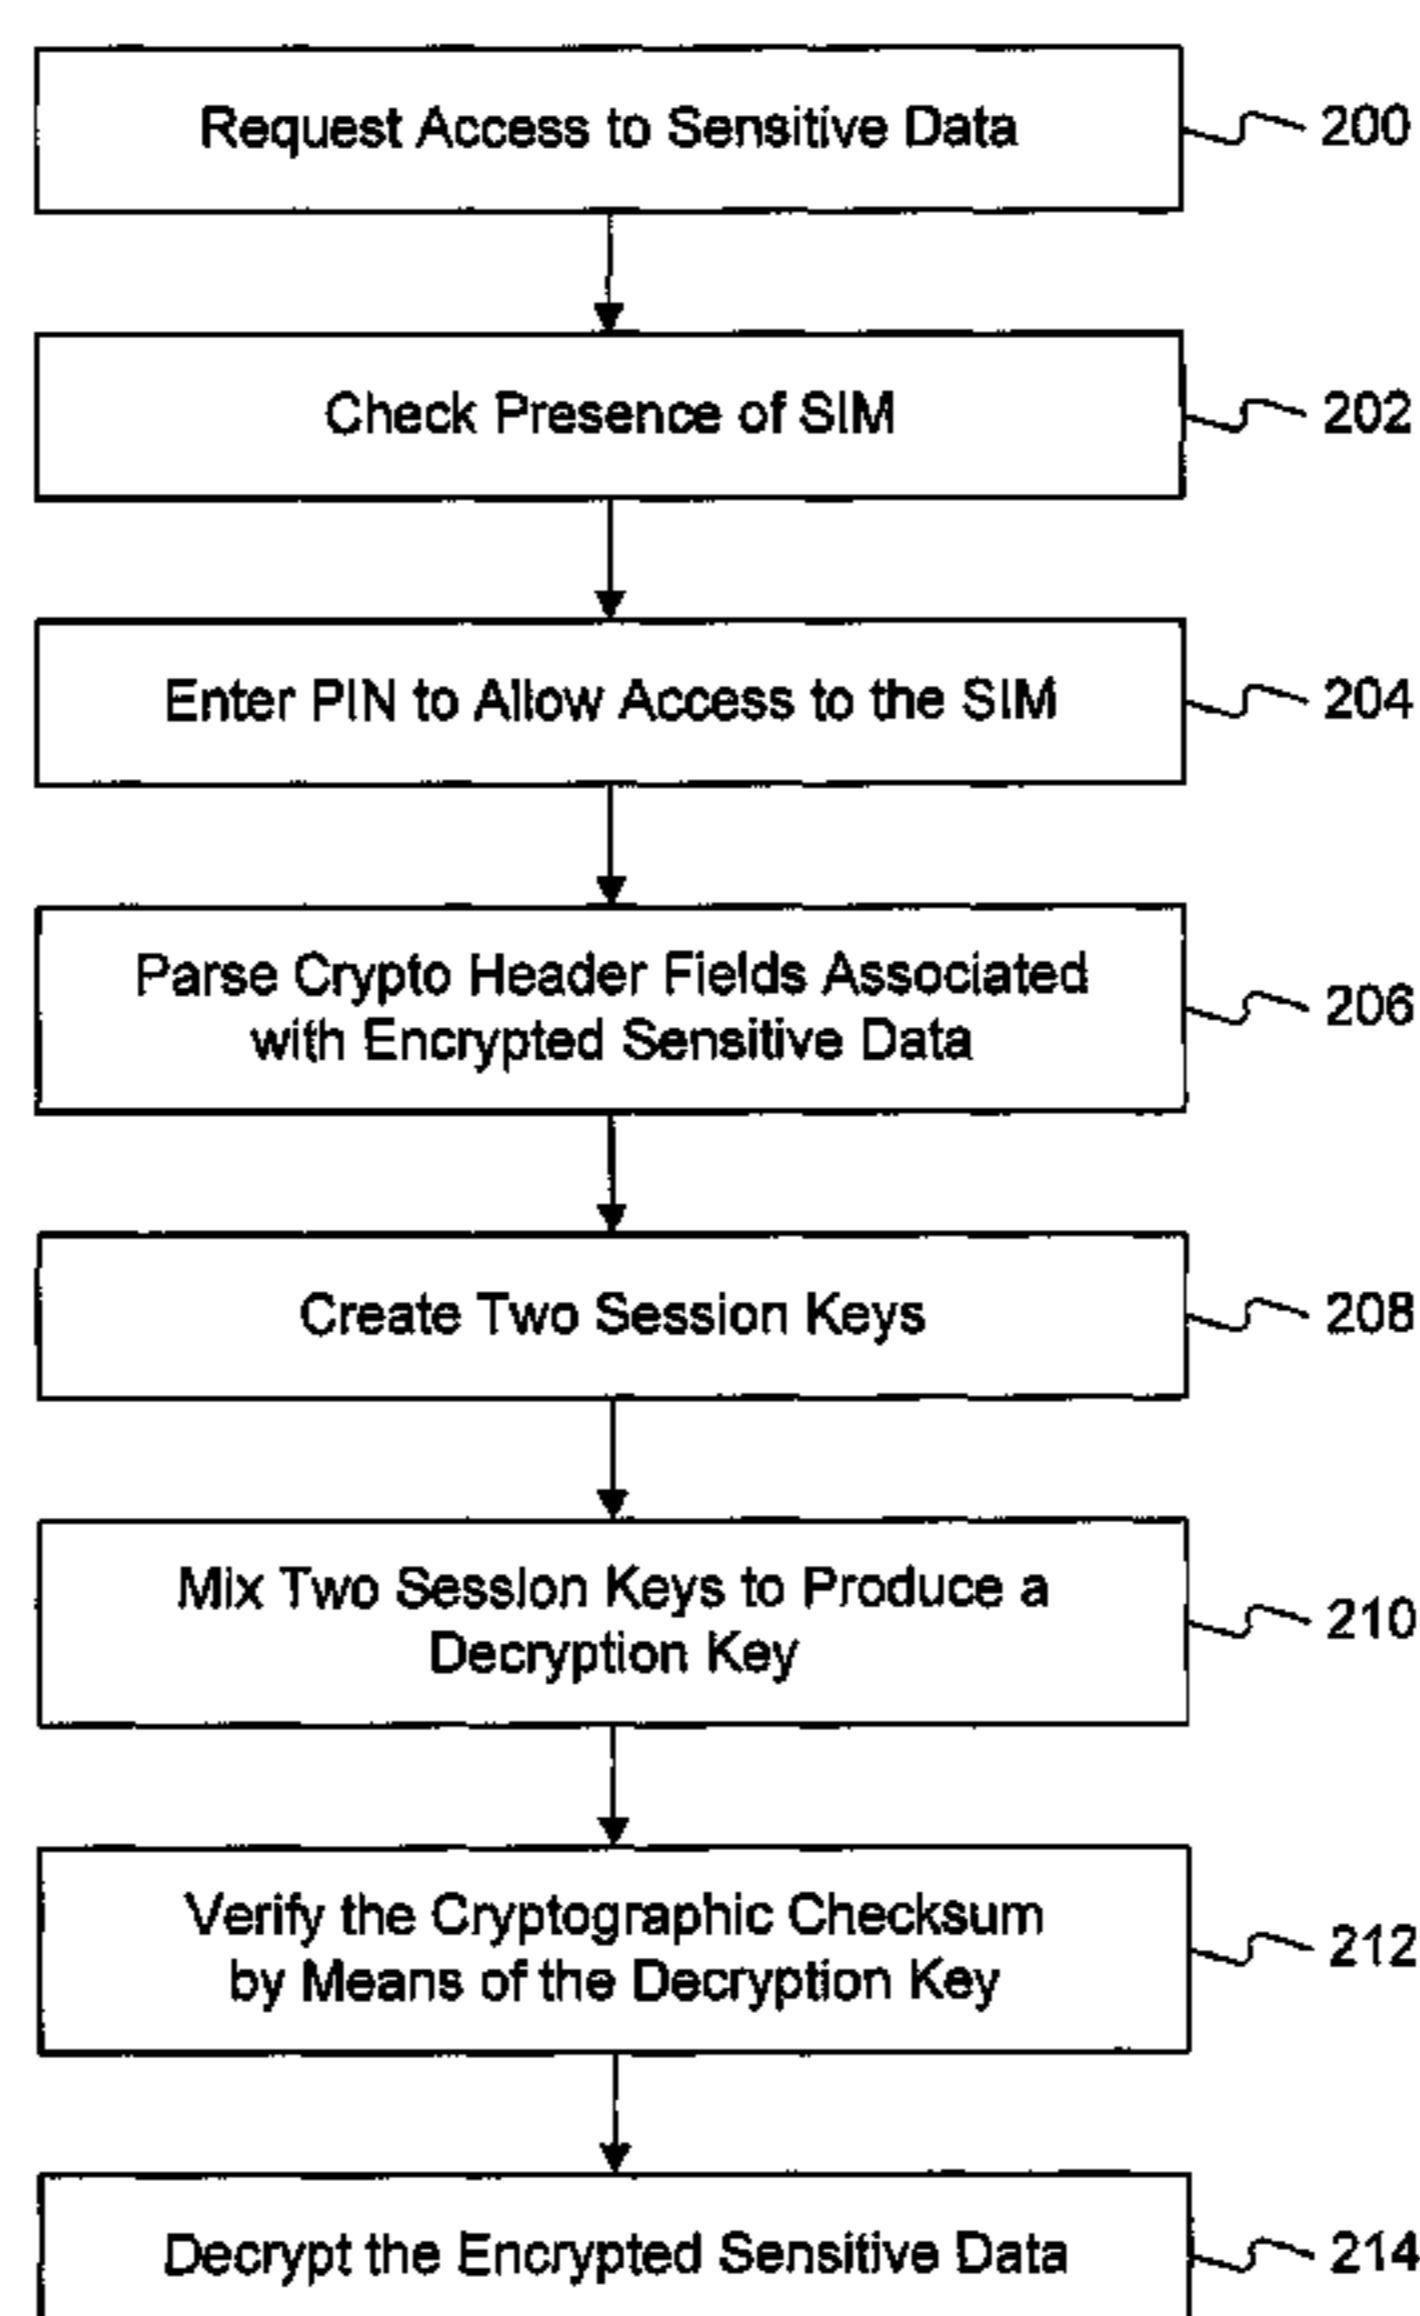 Request Access to Sensitive Data
200
Check Presence of SIM
202
Enter PIN to Allow Access to the SIM
204
Parse Crypto Header Fields Associated
with Encrypted Sensitive Data
206
Create Two Session Keys
208
Mix Two Session Keys to Produce a
Decryption Key
210
Verify the Cryptographic Checksum
by Means of the Decryption Key
212
Decrypt the Encrypted Sensitive Data
214